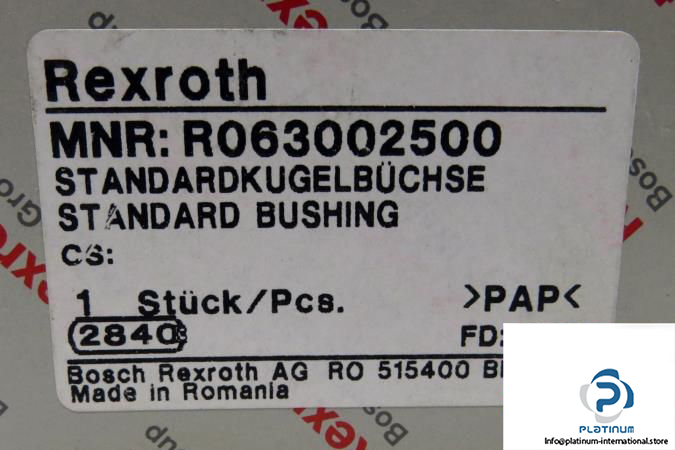 Rexroth
MNR: R063002500
STANDARDKUGELBÜCHSE
STANDARD BUSHING
CS:
1 Stück/Pcs. >PAP<
2840
FD:
Bosch Rexroth AG RO 515400
Made in Romania
PLATINUM
Info@platinum-international.store